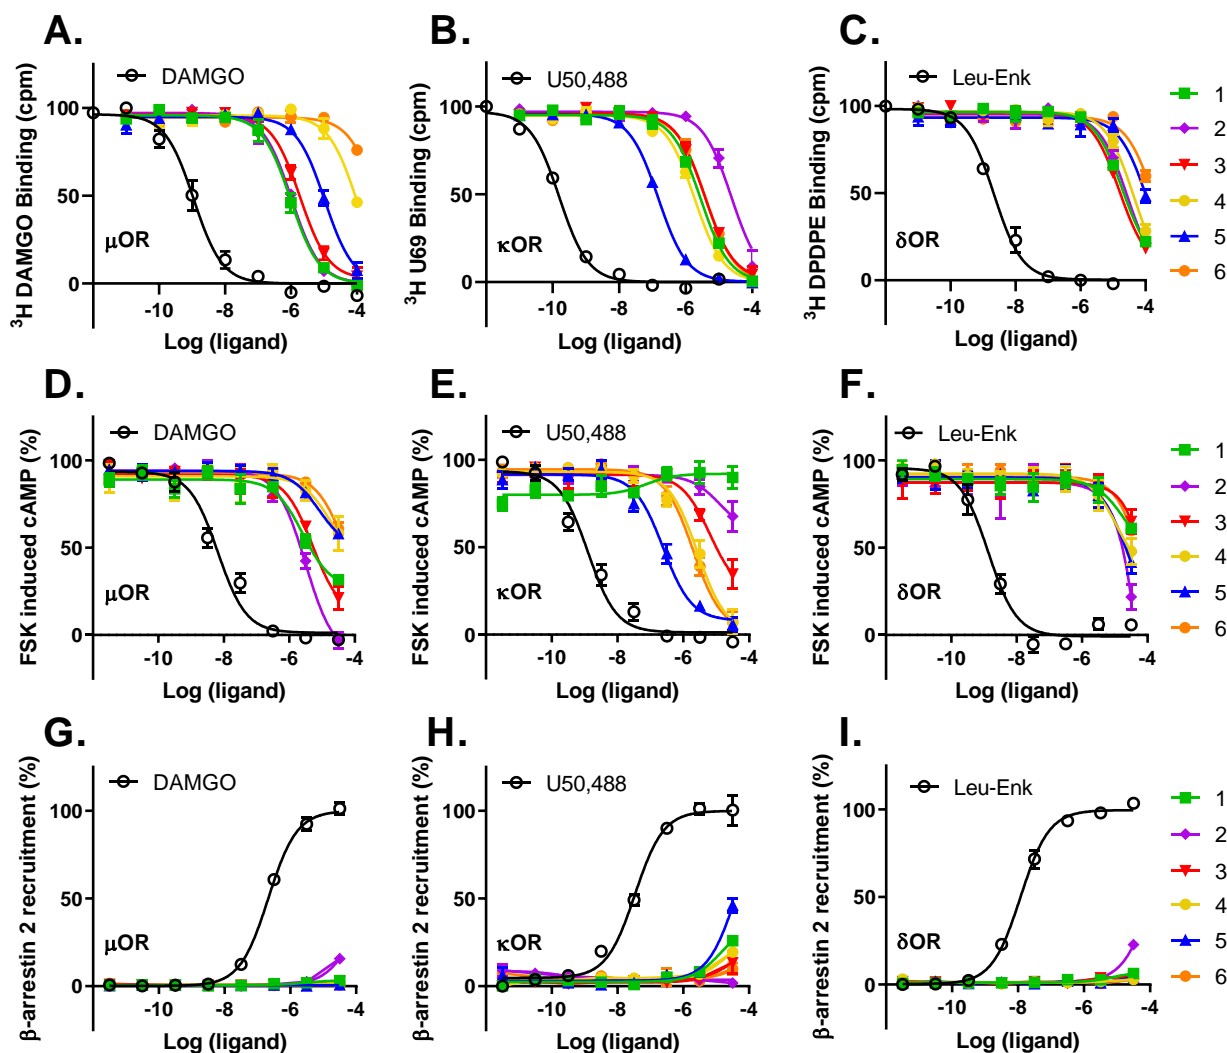 A.
B.
C.
DAMGO
U50,488
Leu-Enk
³H DAMGO Binding (cpm)
100
50
0
μOR
-10
-8
-6
-4
Log (ligand)
³H U69 Binding (cpm)
100
50
0
κOR
-10
-8
-6
-4
Log (ligand)
³H DPDPE Binding (cpm)
100
50
0
δOR
-10
-8
-6
-4
Log (ligand)
1
2
3
4
5
6
D.
E.
F.
DAMGO
U50,488
Leu-Enk
FSK induced cAMP (%)
100
50
0
μOR
-10
-8
-6
-4
Log (ligand)
FSK induced cAMP (%)
100
50
0
κOR
-10
-8
-6
-4
Log (ligand)
FSK induced cAMP (%)
100
50
0
δOR
-10
-8
-6
-4
Log (ligand)
1
2
3
4
5
6
G.
H.
I.
DAMGO
U50,488
Leu-Enk
β-arrestin 2 recruitment (%)
100
50
0
μOR
-10
-8
-6
-4
Log (ligand)
β-arrestin 2 recruitment (%)
100
50
0
κOR
-10
-8
-6
-4
Log (ligand)
β-arrestin 2 recruitment (%)
100
50
0
δOR
-10
-8
-6
-4
Log (ligand)
1
2
3
4
5
6